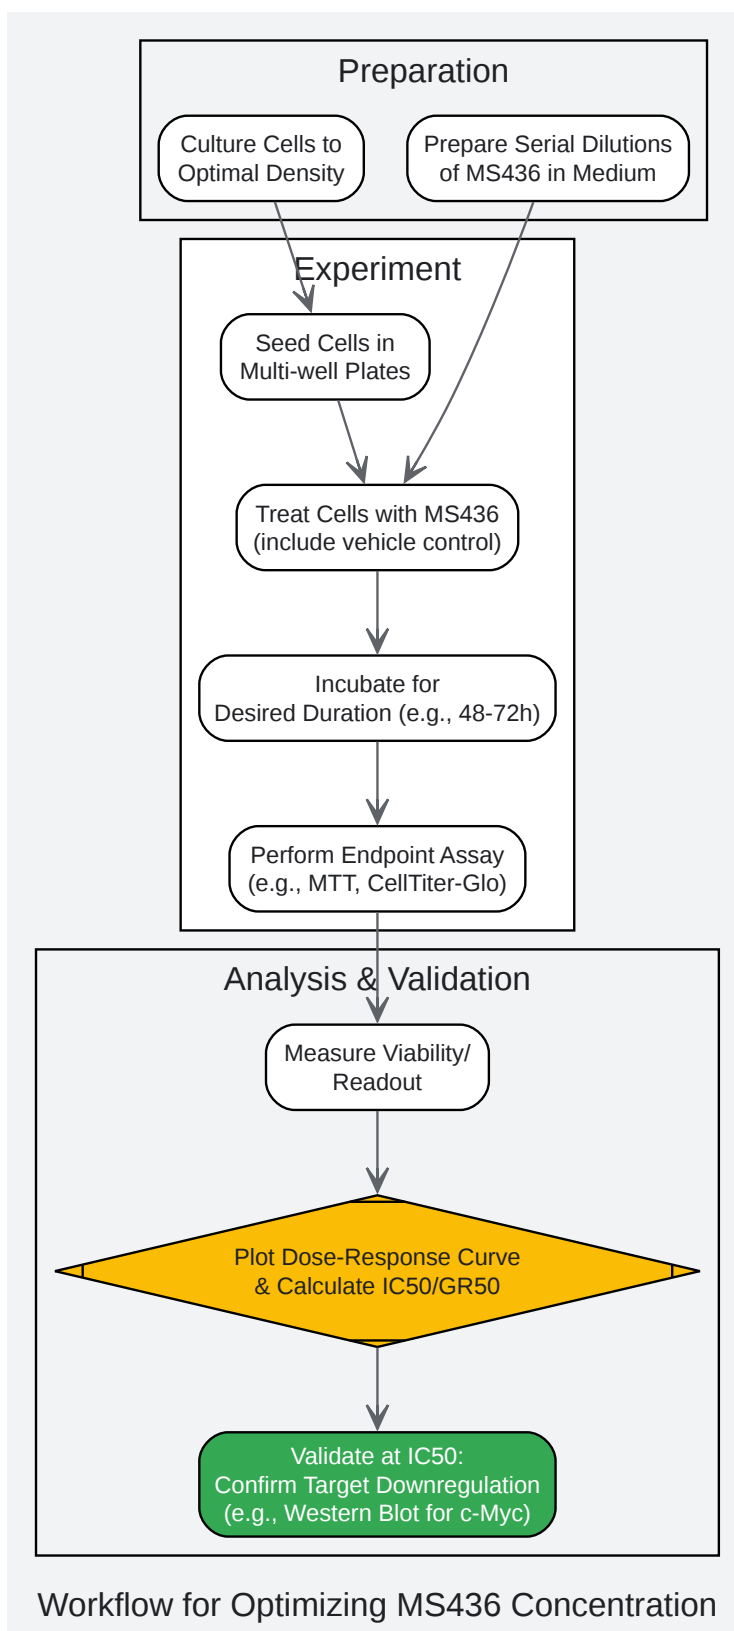 Preparation
Culture Cells to
Optimal Density
Prepare Serial Dilutions
of MS436 in Medium
Experiment
Seed Cells in
Multi-well Plates
Treat Cells with MS436
(include vehicle control)
Incubate for
Desired Duration (e.g., 48-72h)
Perform Endpoint Assay
(e.g., MTT, CellTiter-Glo)
Analysis & Validation
Measure Viability/
Readout
Plot Dose-Response Curve
& Calculate IC50/GR50
Validate at IC50:
Confirm Target Downregulation
(e.g., Western Blot for c-Myc)
Workflow for Optimizing MS436 Concentration